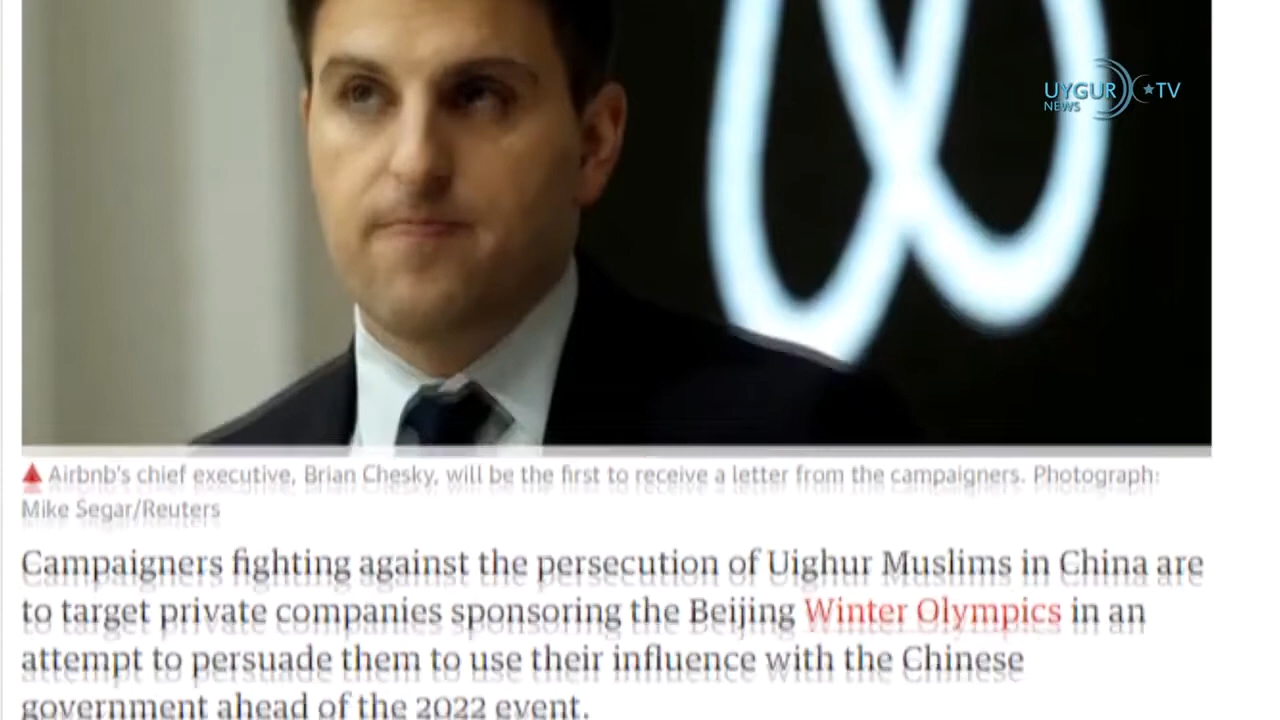 UYGUR TV
NEWS
Airbnb's chief executive, Brian Chesky, will be the first to receive a letter from the campaigners. Photograph:
Mike Segar/Reuters
Campaigners fighting against the persecution of Uighur Muslims in China are
to target private companies sponsoring the Beijing Winter Olympics in an
attempt to persuade them to use their influence with the Chinese
government ahead of the 2022 event.